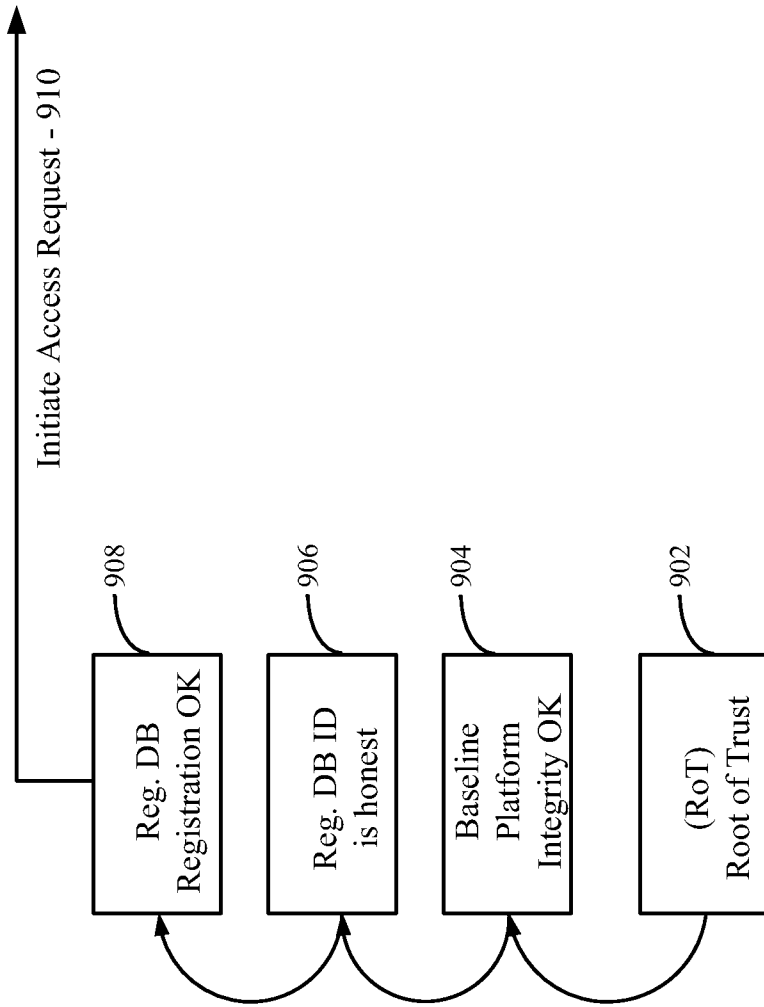 Initiate Access Request - 910
908
Reg. DB
Registration OK
906
Reg. DB ID
is honest
904
Baseline
Platform
Integrity OK
902
(RoT)
Root of Trust